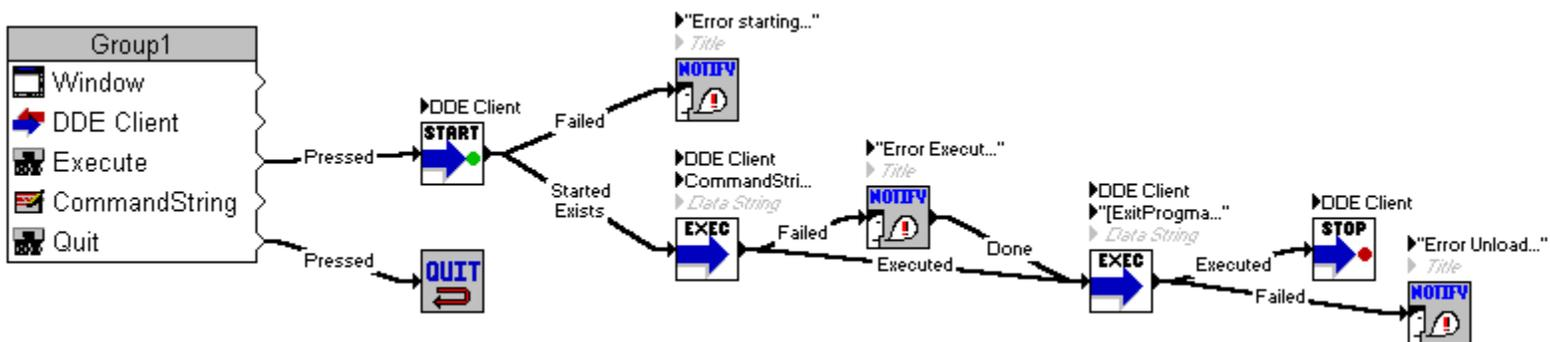 Group1
Window
DDE Client
Execute
CommandString
Quit
Pressed
Pressed
DDE Client
START
QUIT
Failed
Started
Exists
"Error starting..."
Title
NOTIFY
DDE Client
CommandStri...
Data String
EXEC
Failed
Executed
"Error Execut..."
Title
NOTIFY
Done
DDE Client
"[ExitProgma..."
Data String
EXEC
Executed
Failed
DDE Client
STOP
"Error Unload..."
Title
NOTIFY